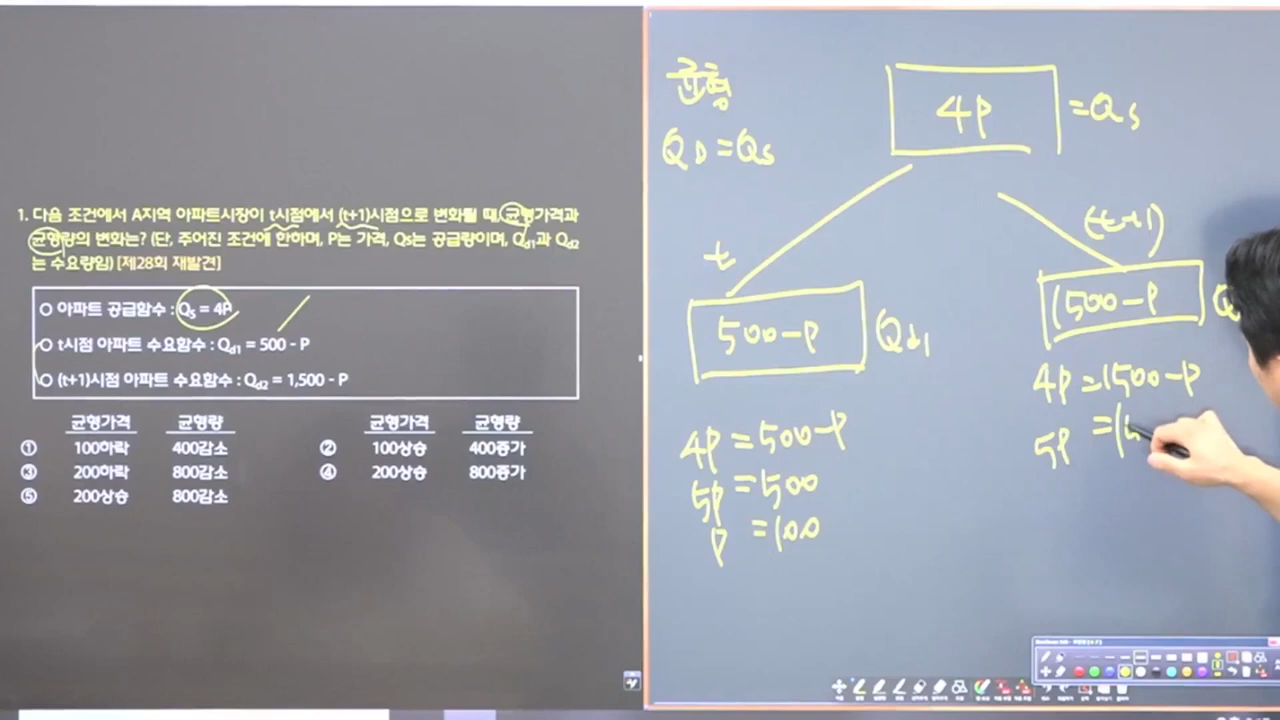 1. 다음 조건에서 A지역 아파트시장이 t시점에서 (t+1)시점으로 변화될 때, 균형가격과
균형량의 변화는? (단, 주어진 조건에 한하며, P는 가격, Qs는 공급량이며, Qd1과 Qd2
는 수요량임) [제28회 재발견]
○ 아파트 공급함수 : QS = 4P
○ t시점 아파트 수요함수 : Qd1 = 500 - P
○ (t+1)시점 아파트 수요함수 : Qd2 = 1,500 - P
균형가격 균형량 균형가격 균형량
① 100하락 400감소 ② 100상승 400증가
③ 200하락 800감소 ④ 200상승 800증가
⑤ 200상승 800감소
균형
QD = QS
4P = QS
t
500-P Qd1
4P = 500-P
5P = 500
P = 100
(t+1)
1500-P Q
4P = 1500-P
5P = 1